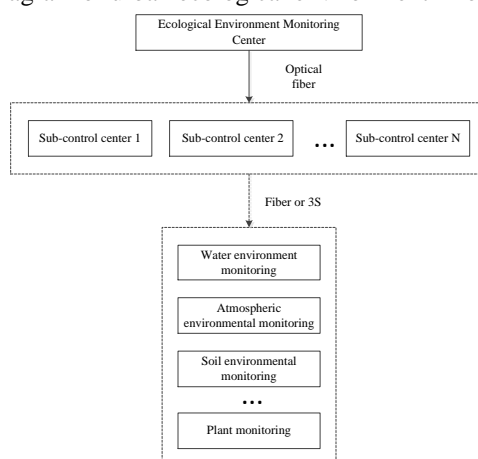 Ecological Environment Monitoring
Center
Optical
fiber
Sub-control center 1
Sub-control center 2
...
Sub-control center N
Fiber or 3S
Water environment
monitoring
Atmospheric
environmental monitoring
Soil environmental
monitoring
...
Plant monitoring